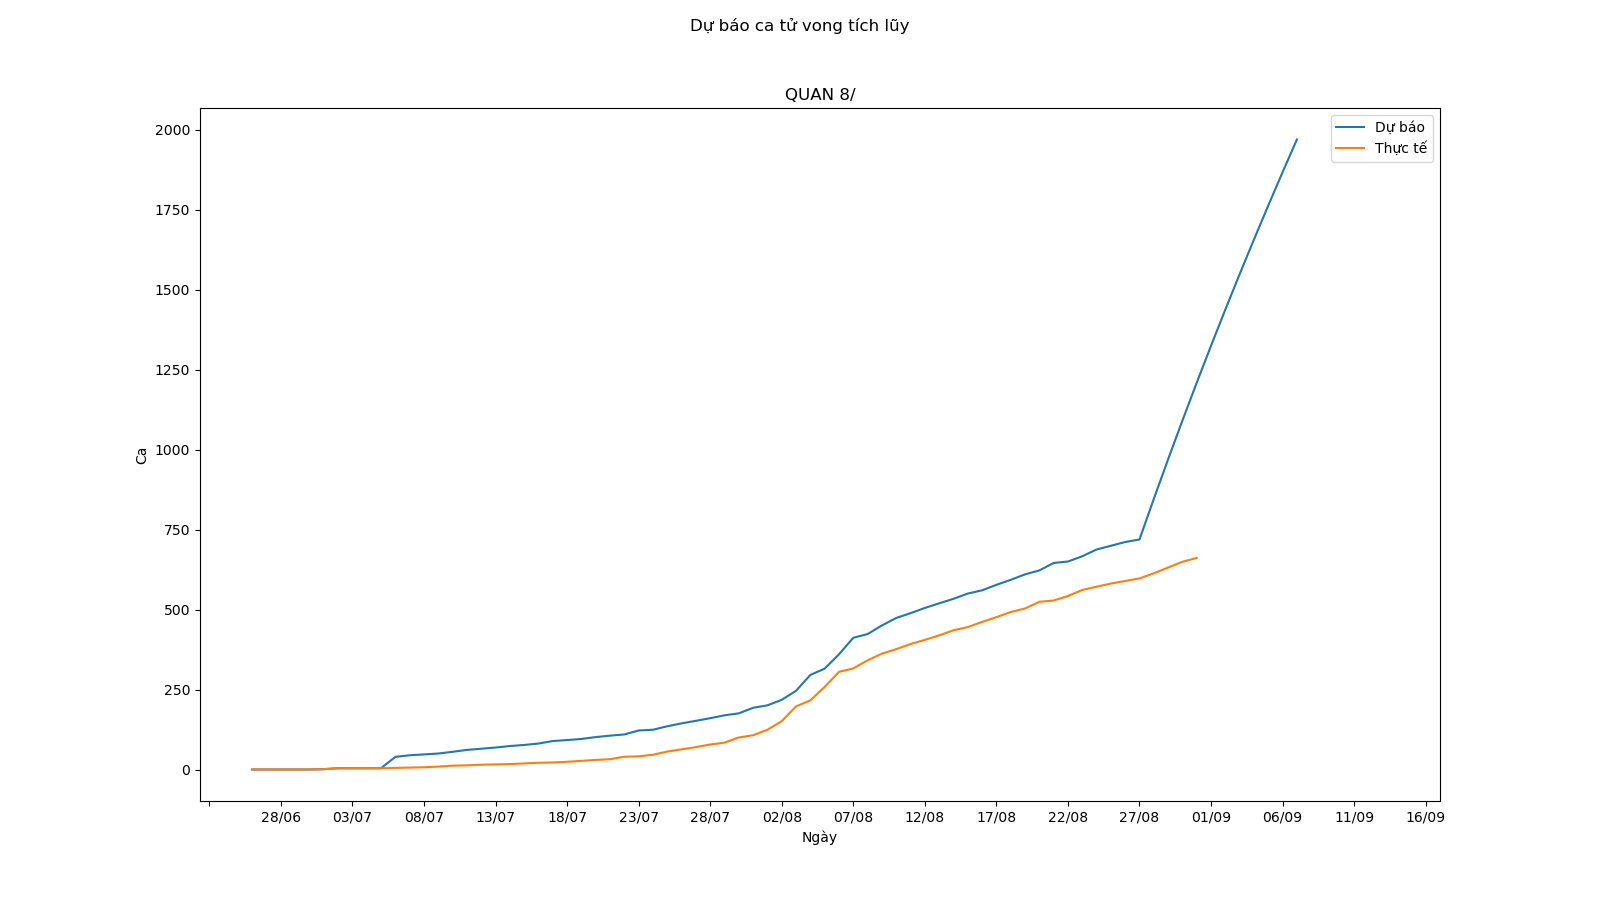 Dự báo ca tử vong tích lũy
QUAN 8/
Dự báo
Thực tế
2000
1750
1500
1250
1000
750
500
250
0
Ca
28/06 03/07 08/07 13/07 18/07 23/07 28/07 02/08 07/08 12/08 17/08 22/08 27/08 01/09 06/09 11/09 16/09
Ngày